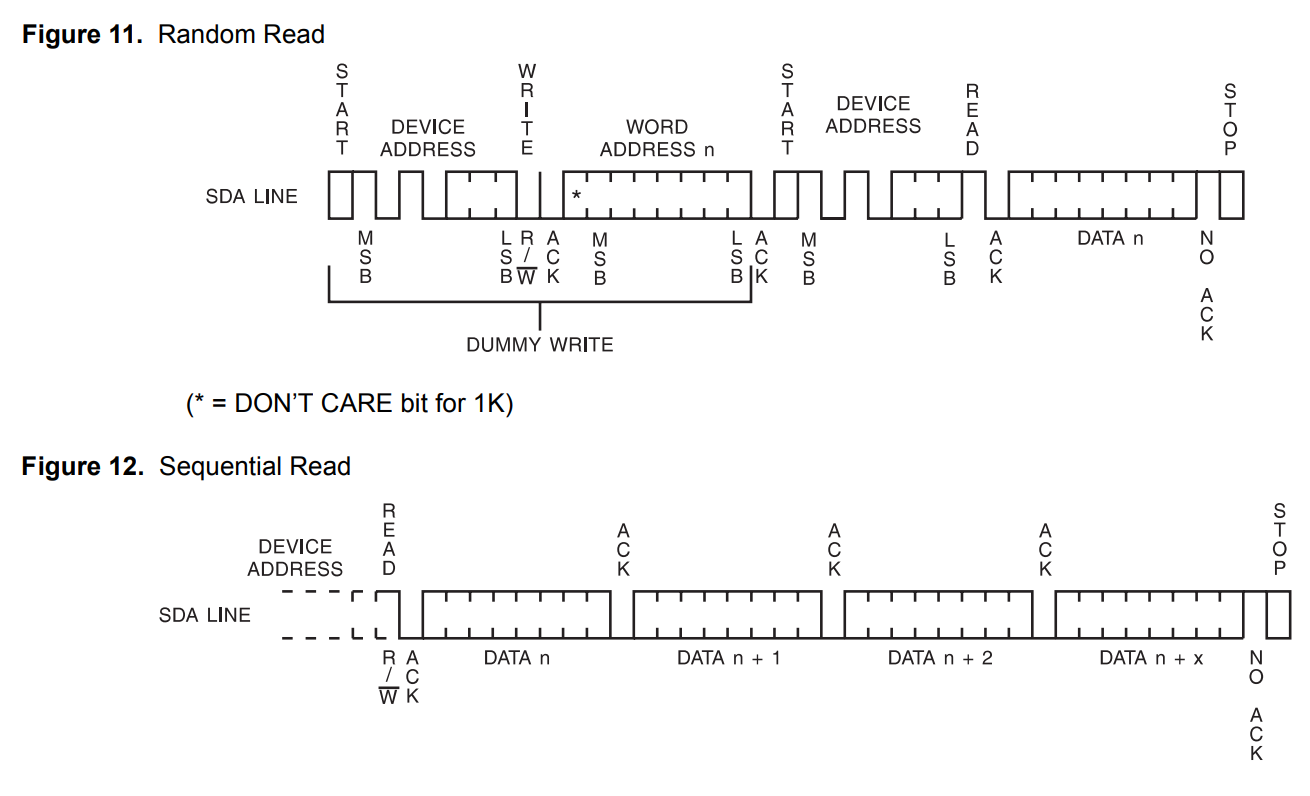 Figure 11. Random Read
START
DEVICE ADDRESS
WRITE
WORD ADDRESS n
START
DEVICE ADDRESS
READ
STOP
SDA LINE
*
MSB
LSB
R/W
ACK
MSB
LSB
ACK
MSB
LSB
ACK
DATA n
NO ACK
DUMMY WRITE
(* = DON'T CARE bit for 1K)
Figure 12. Sequential Read
DEVICE ADDRESS
READ
ACK
ACK
ACK
STOP
SDA LINE
R/W
ACK
DATA n
DATA n + 1
DATA n + 2
DATA n + x
NO ACK